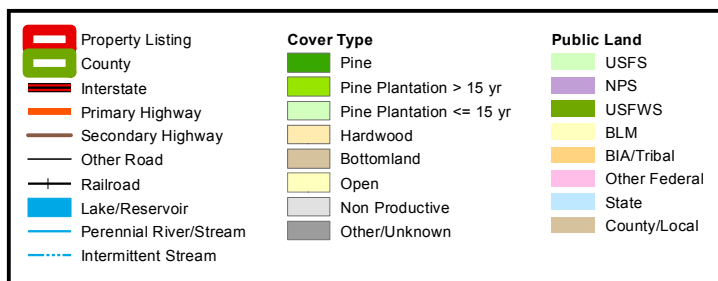 Property Listing
County
Interstate
Primary Highway
Secondary Highway
Other Road
Railroad
Lake/Reservoir
Perennial River/Stream
Intermittent Stream
Cover Type
Pine
Pine Plantation > 15 yr
Pine Plantation <= 15 yr
Hardwood
Bottomland
Open
Non Productive
Other/Unknown
Public Land
USFS
NPS
USFWS
BLM
BIA/Tribal
Other Federal
State
County/Local